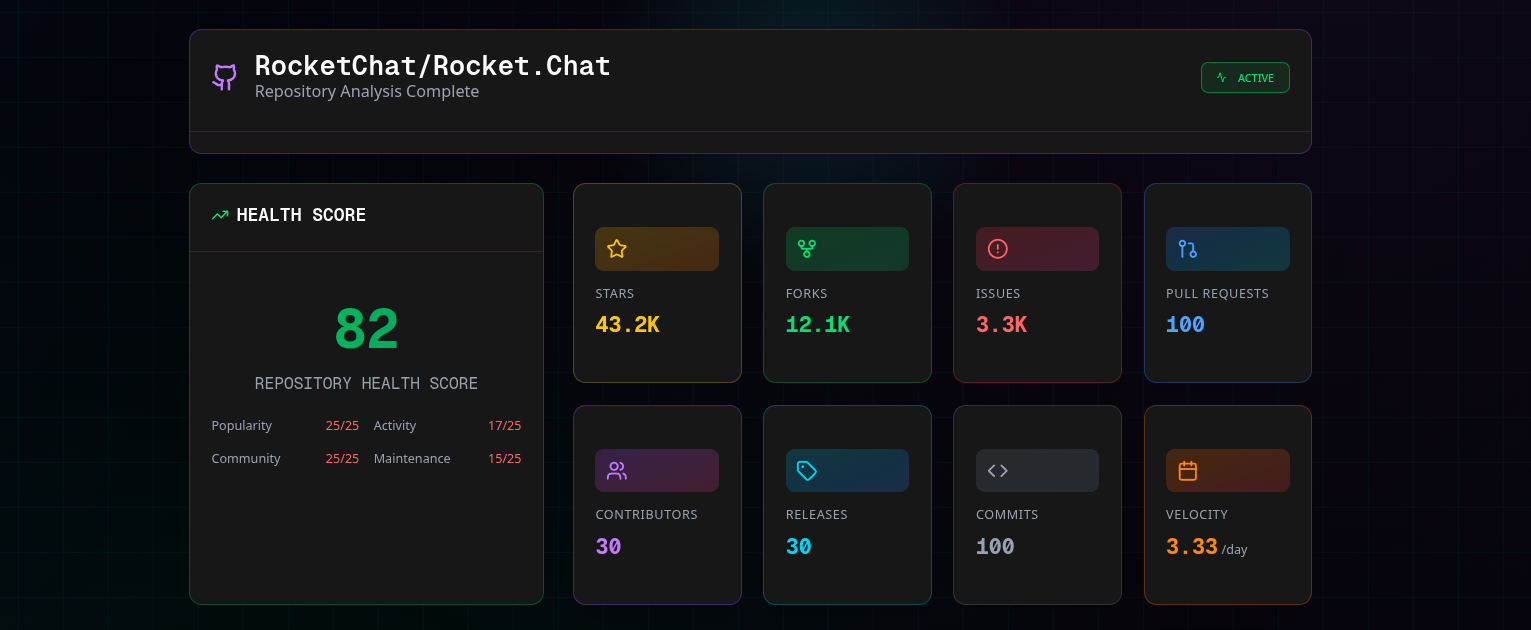 RocketChat/Rocket.Chat
Repository Analysis Complete
ACTIVE
HEALTH SCORE
82
REPOSITORY HEALTH SCORE
Popularity 25/25 Activity 17/25
Community 25/25 Maintenance 15/25
STARS
43.2K
FORKS
12.1K
ISSUES
3.3K
PULL REQUESTS
100
CONTRIBUTORS
30
RELEASES
30
COMMITS
100
VELOCITY
3.33 /day